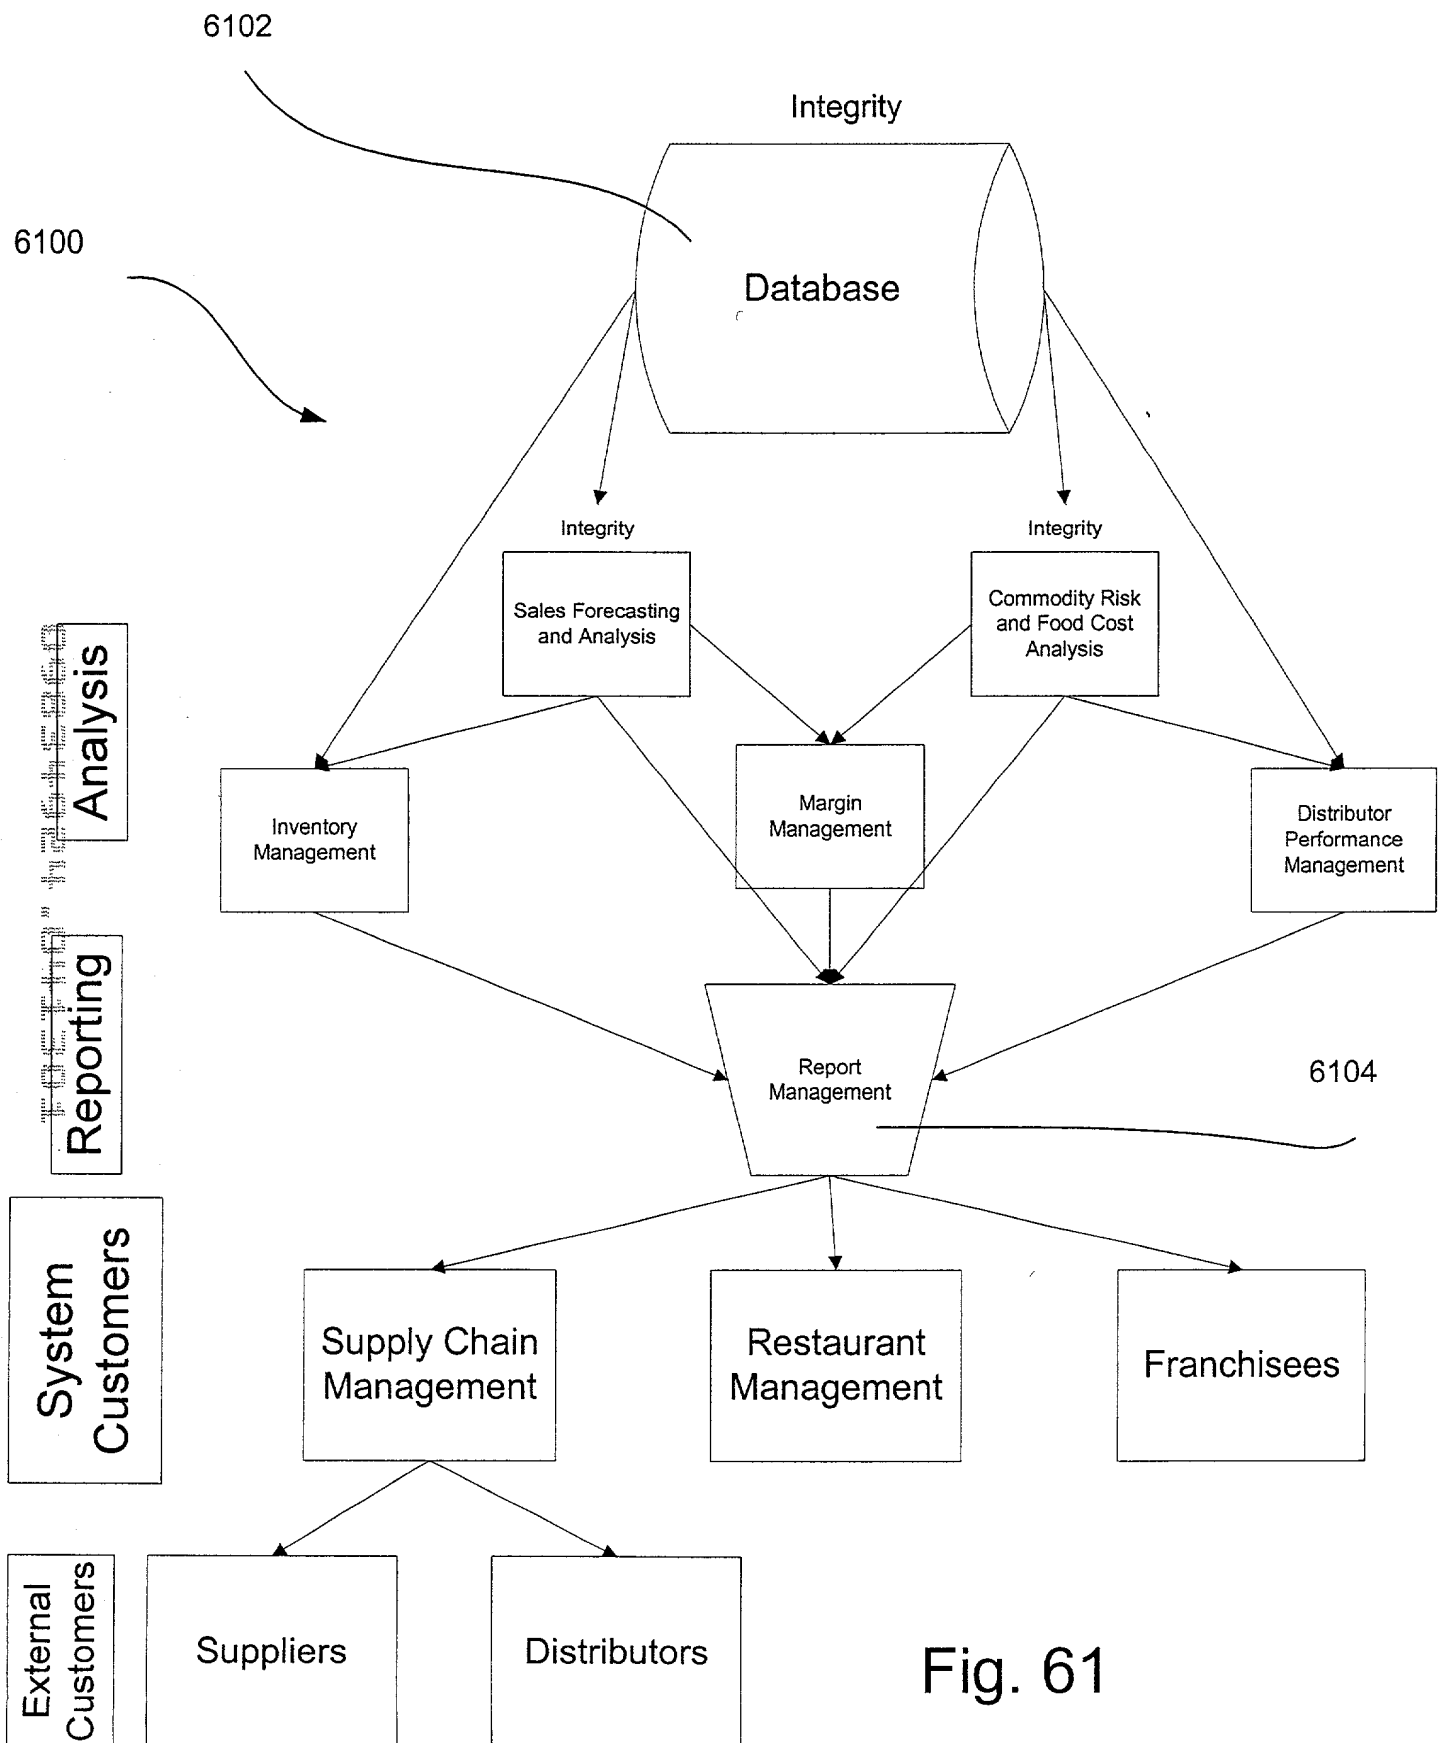 6102
Integrity
6100
Database
Integrity
Integrity
Sales Forecasting
and Analysis
Commodity Risk
and Food Cost
Analysis
Analysis
Inventory
Management
Margin
Management
Distributor
Performance
Management
Reporting
Report
Management
6104
System
Customers
Supply Chain
Management
Restaurant
Management
Franchisees
External
Customers
Suppliers
Distributors
Fig. 61